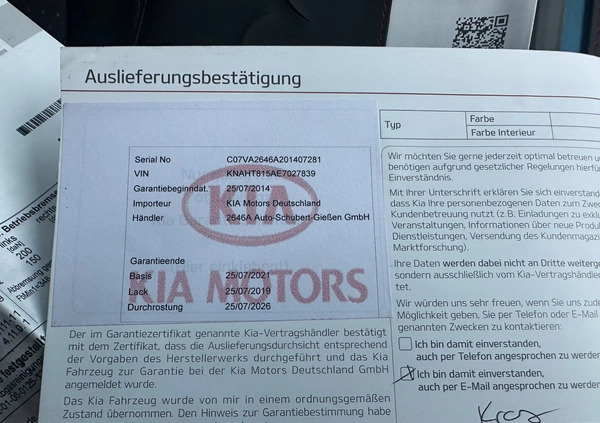 Auslieferungsbestätigung
Serial No C07VA2646A201407281
VIN KNAHT815AE7027839
Garantiebeginndat. 25/07/2014
Importeur KIA Motors Deutschland
Händler 2646A Auto-Schubert-Gießen GmbH
KIA
Garantieende
Basis 25/07/2021
Lack 25/07/2019
Durchrostung 25/07/2026
KIA MOTORS
Der im Garantiezertifikat genannte Kia-Vertragshändler bestätigt
mit dem Zertifikat, dass die Auslieferungsdurchsicht entsprechend
der Vorgaben des Herstellerwerks durchgeführt und das Kia
Fahrzeug zur Garantie bei der Kia Motors Deutschland GmbH
angemeldet wurde.
Das Kia Fahrzeug wurde von mir in einem ordnungsgemäßen
Zustand übernommen. Den Hinweis zur Garantiebestimmung habe
Typ
Farbe
Farbe Interieur
Wir möchten Sie gerne jederzeit optimal betreuen
benötigen aufgrund gesetzlicher Regelungen hierfür
Einverständnis.
Mit Ihrer Unterschrift erklären Sie sich einverstanden
dass Kia Ihre personenbezogenen Daten zum
Kundenbetreuung nutzt (z.B. Einladungen zu
Veranstaltungen, Informationen über neue
Dienstleistungen, Versendung des Kundenmagazin
Marktforschung).
Ihre Daten werden dabei nicht an Dritte
sondern ausschließlich vom Kia-Vertragshändler
tet.
Wir würden uns sehr freuen, wenn Sie uns
Möglichkeit geben, Sie per Telefon oder E-Mail
genannten Zwecken zu kontaktieren:
Ich bin damit einverstanden,
auch per Telefon angesprochen zu werden
Ich bin damit einverstanden,
auch per E-Mail angesprochen zu werden
Betriebsbrems